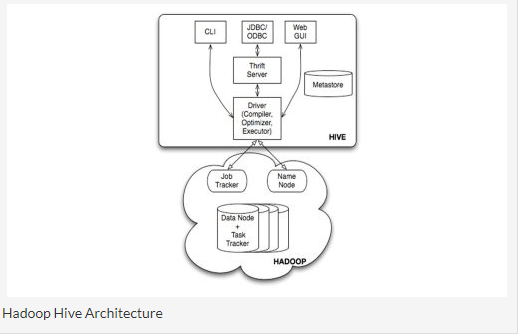 CLI
JDBC/
ODBC
Web
GUI
Thrift
Server
Metastore
Driver
(Compiler,
Optimizer,
Executor)
HIVE
Job
Tracker
Name
Node
Data Node
+
Task
Tracker
HADOOP
Hadoop Hive Architecture